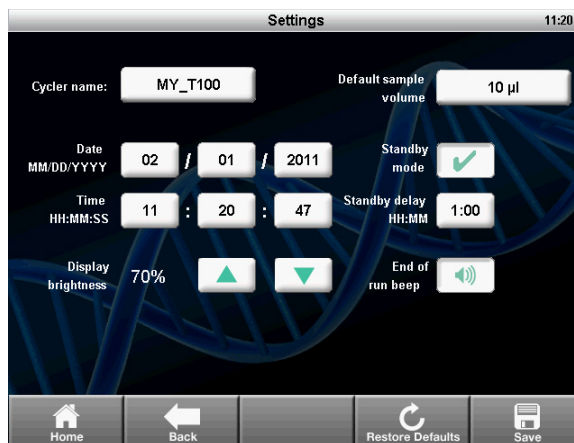 Settings 11:20
Cycler name: MY_T100
Default sample volume 10 µl
Date MM/DD/YYYY 02 / 01 / 2011
Standby mode
Time HH:MM:SS 11 : 20 : 47
Standby delay HH:MM 1:00
Display brightness 70%
End of run beep
Home Back Restore Defaults Save